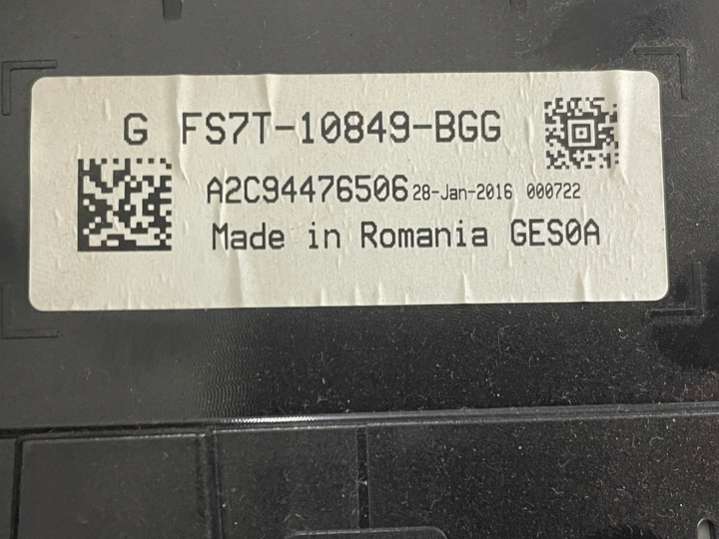 G FS7T-10849-BGG
A2C94476506 28-Jan-2016 000722
Made in Romania GES0A